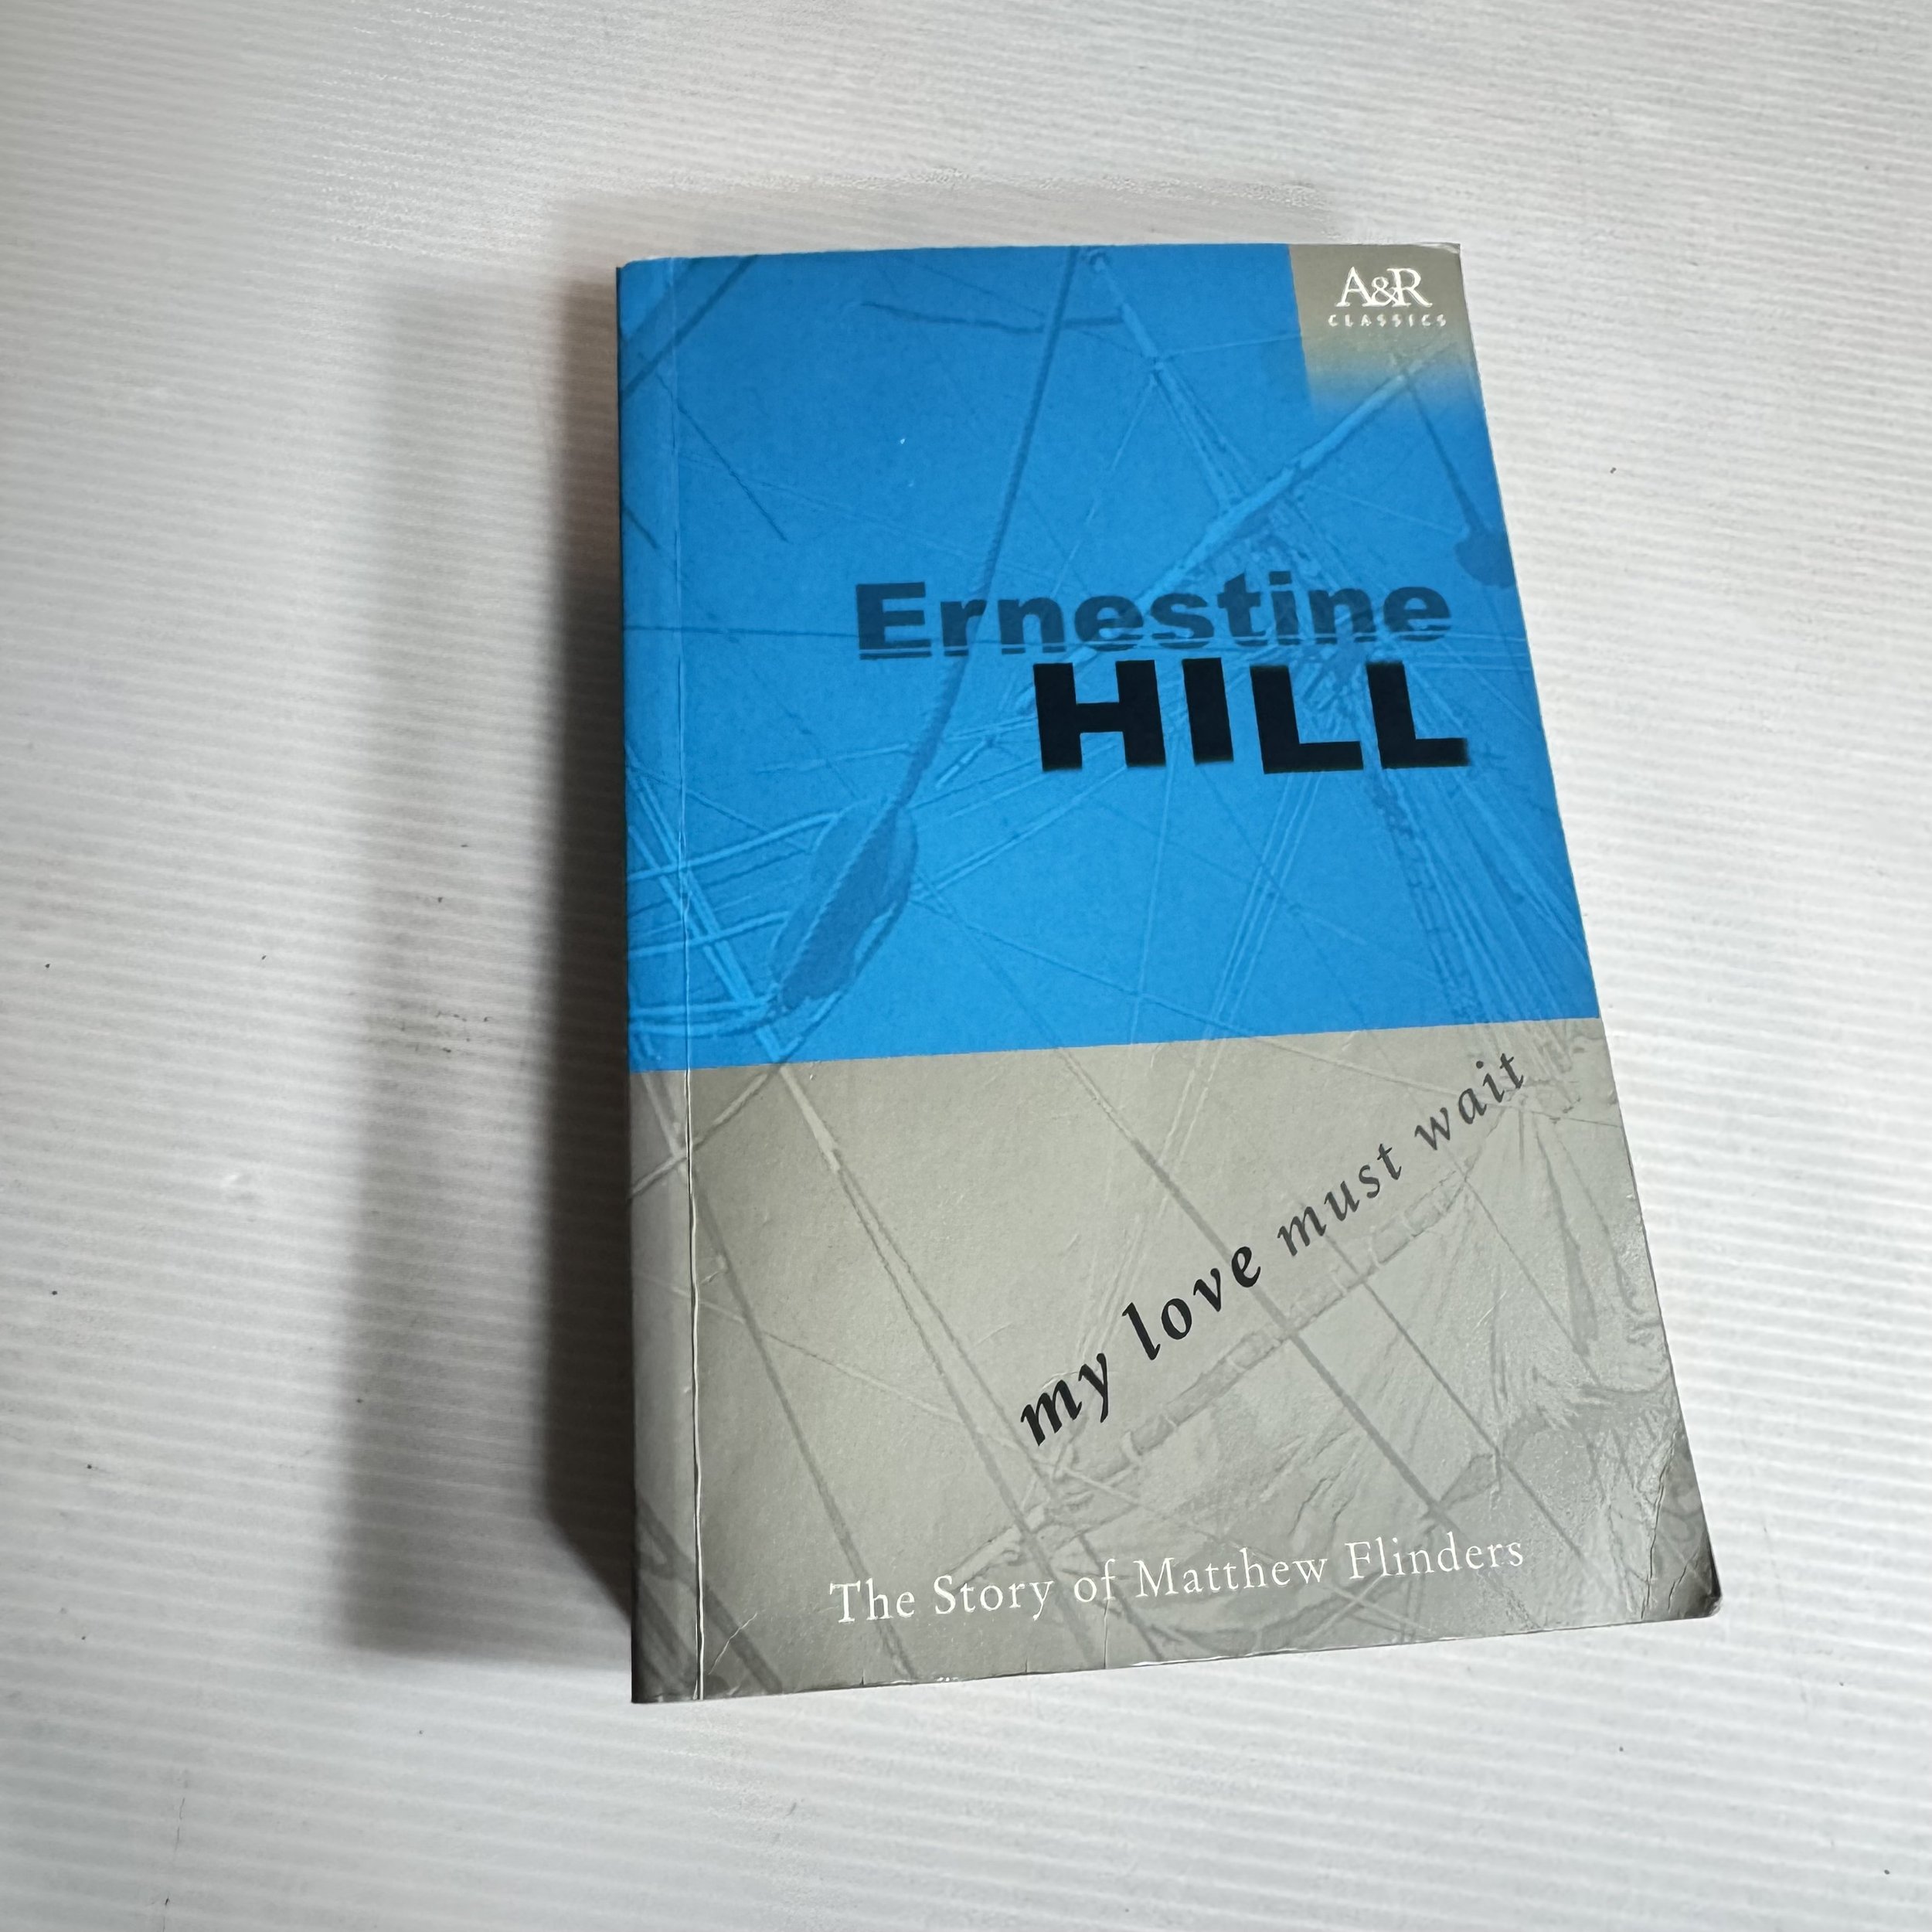 A&R
CLASSICS
Ernestine
HILL
my love must wait
The Story of Matthew Flinders